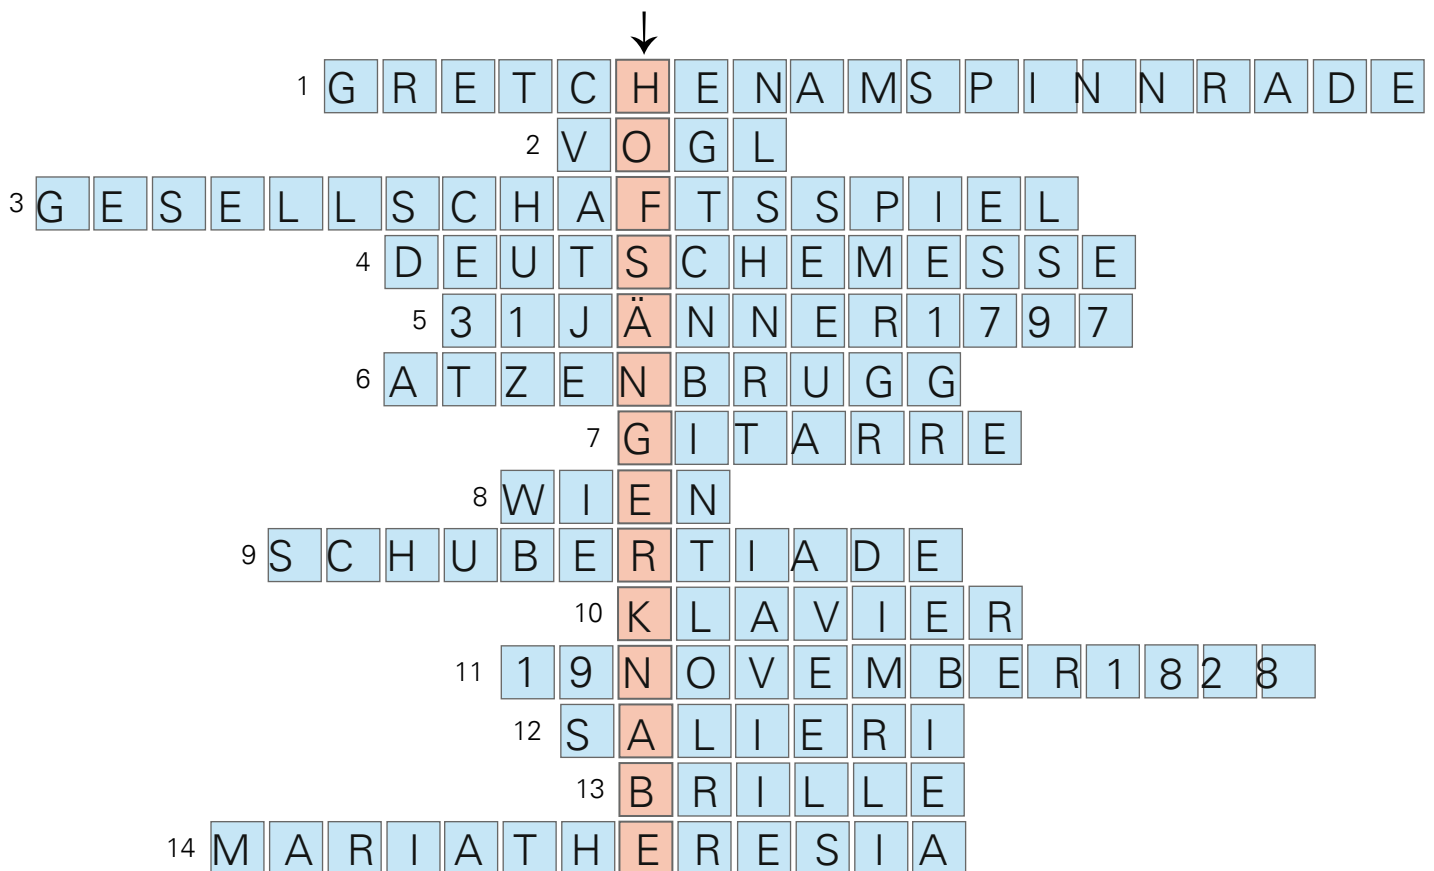 1 GRETCHENAMSPINNRADE
2 VOGL
3 GESELLSCHAFTSSPIEL
4 DEUTSCHEMESSE
5 31JÄNNER1797
6 ATZENBRUGG
7 GITARRE
8 WIEN
9 SCHUBERTIADE
10 KLAVIER
11 19NOVEMBER1828
12 SALIERI
13 BRILLE
14 MARIATHERESIA